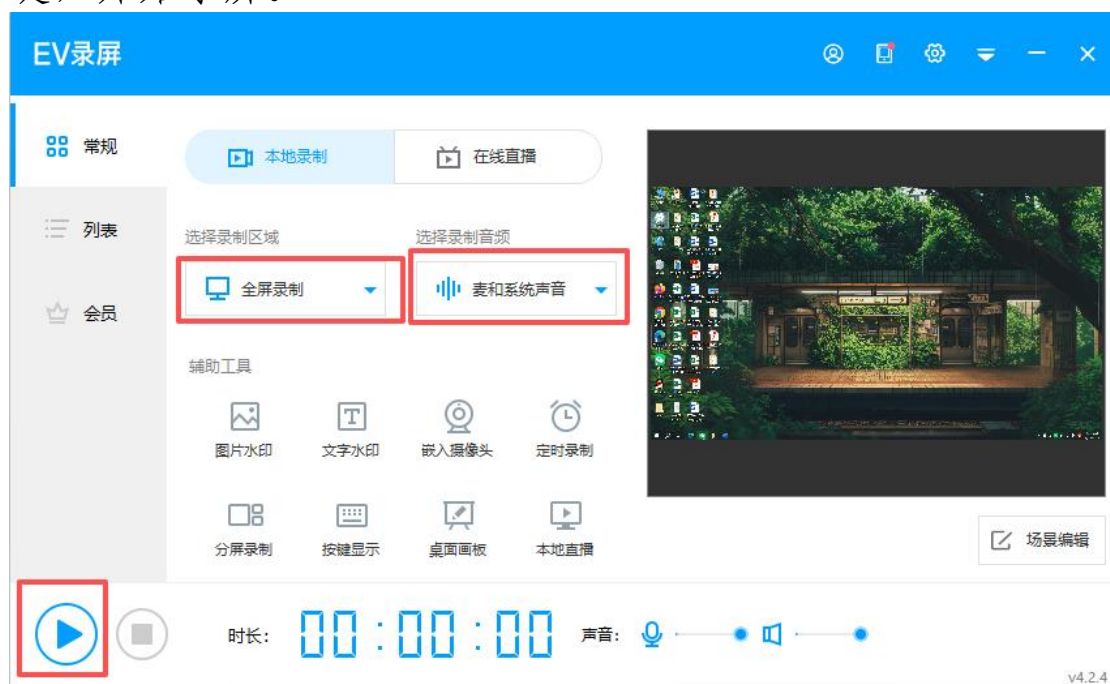 EV录屏
常规
本地录制
在线直播
列表
选择录制区域
选择录制音频
全屏录制
麦和系统声音
会员
辅助工具
图片水印
文字水印
嵌入摄像头
定时录制
分屏录制
按键显示
桌面画板
本地直播
场景编辑
时长:
00:00:00
声音:
v4.2.4